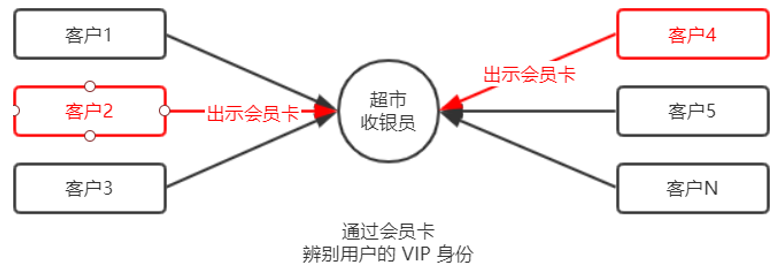 客户1
客户4
出示会员卡
客户2
出示会员卡
超市
收银员
客户5
客户3
客户N
通过会员卡
辨别用户的 VIP 身份